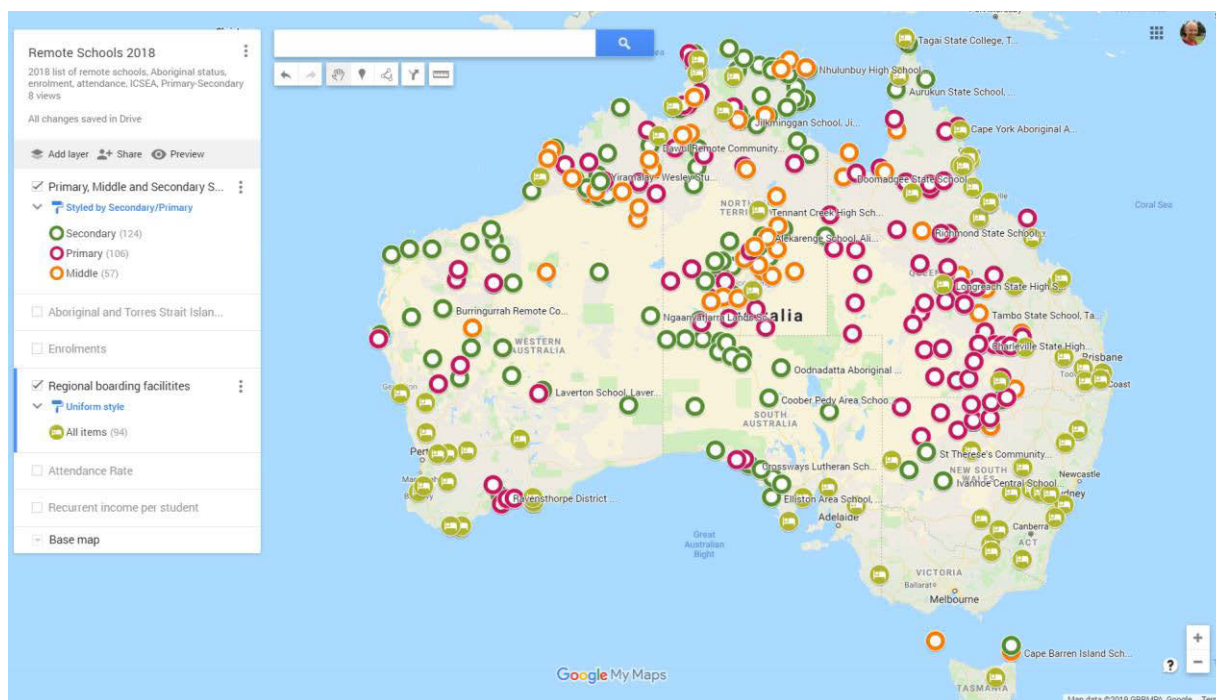 Remote Schools 2018
2018 list of remote schools, Aboriginal status,
enrolment, attendance, ICSEA, Primary-Secondary
8 views
All changes saved in Drive
Add layer
Share
Preview
Primary, Middle and Secondary S...
Styled by Secondary/Primary
Secondary (124)
Primary (106)
Middle (57)
Aboriginal and Torres Strait Islan...
Enrolments
Regional boarding facilitites
Uniform style
All items (94)
Attendance Rate
Recurrent income per student
Base map
Tagai State College, T...
Nhulunbuy High School
Aurukun State School, ...
Jilkminggan School, Ji...
Cape York Aboriginal A...
Remote Community...
Yiramalay - Wesley Stu...
Doomadgee State School
Coral Sea
Tennant Creek High Sch...
Alekarenge School, Ali...
Richmond State School...
Longreach State High S...
Burringurrah Remote Co...
Ngaanyatjarra Lands Sc...
Tambo State School, Ta...
WESTERN
AUSTRALIA
Charleville State High...
Brisbane
Coast
Oodnadatta Aboriginal ...
Laverton School, Laver...
Coober Pedy Area Schoo...
SOUTH
AUSTRALIA
St Therese's Community...
Crossways Lutheran Sch...
NEW SOUTH
WALES
Newcastle
Ivanhoe Central School...
Ravensthorpe District ...
Elliston Area School, ...
Adelaide
Great
Australian
Bight
Canberra
ACT
VICTORIA
Ballarat
Melbourne
Cape Barren Island Sch...
TASMANIA
Google My Maps